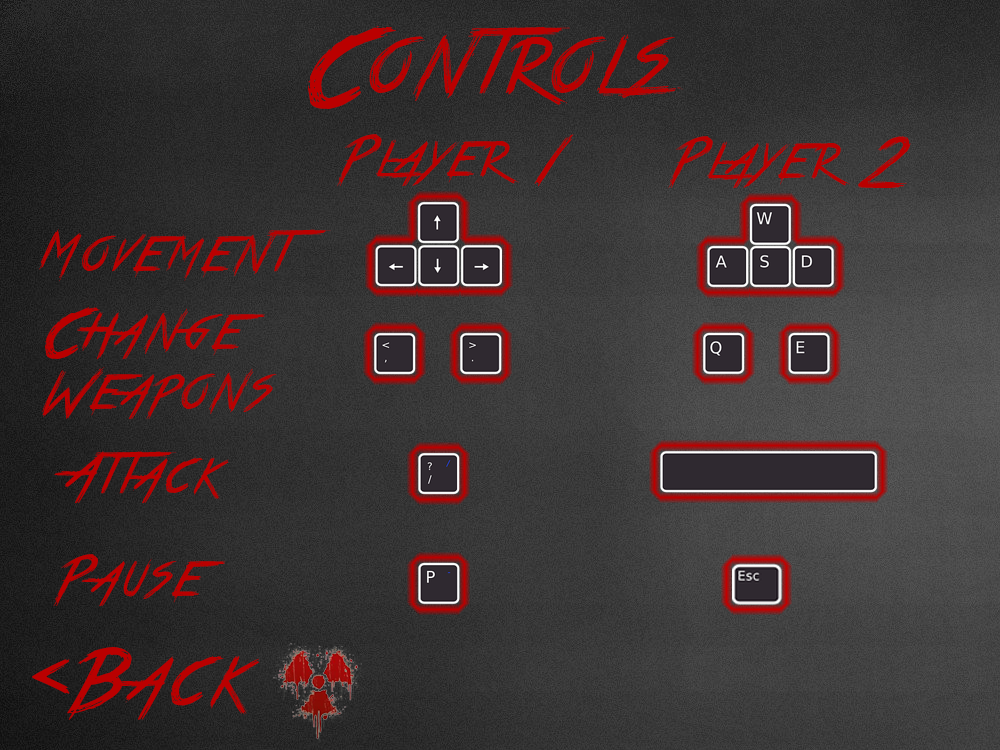 Controls
Player 1 Player 2
Movement ↑ ← ↓ → W A S D
Change
Weapons < , > . Q E
Attack ? /
Pause P Esc
<Back